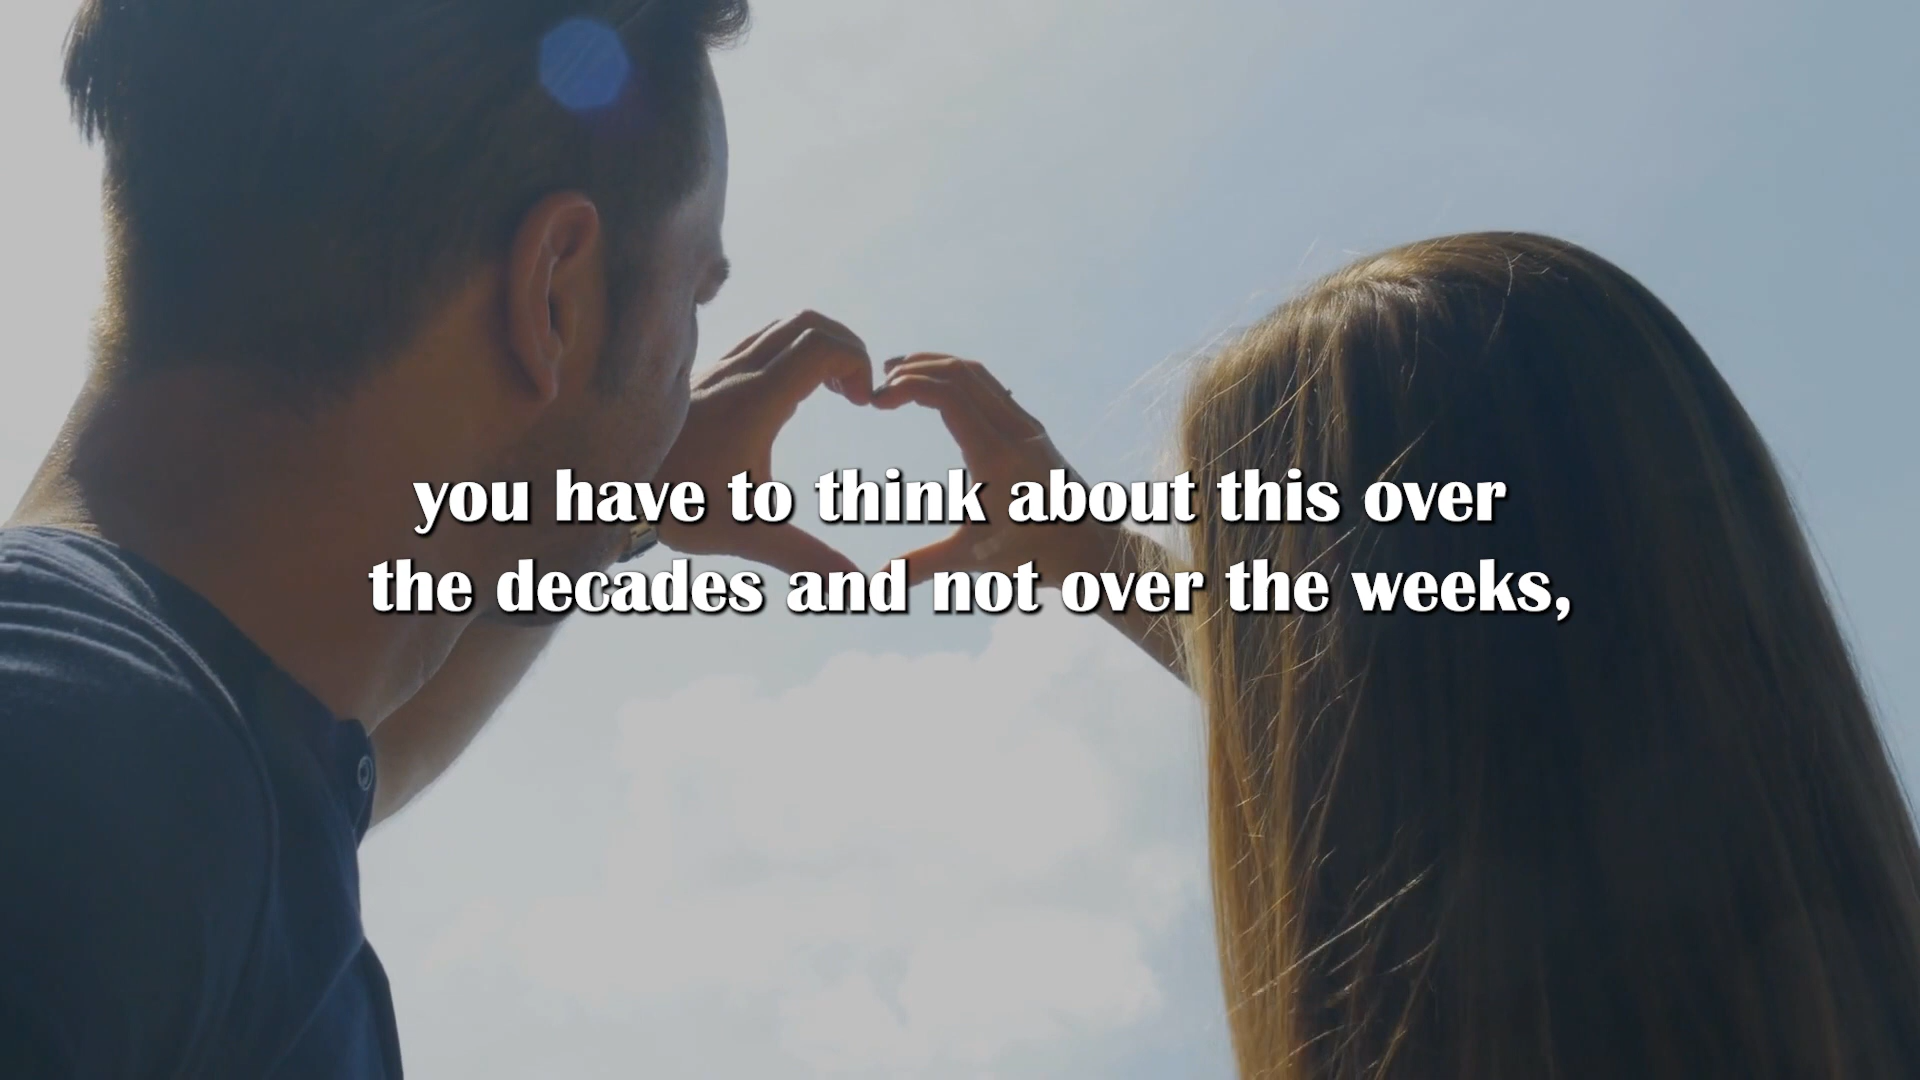 you have to think about this over
the decades and not over the weeks,